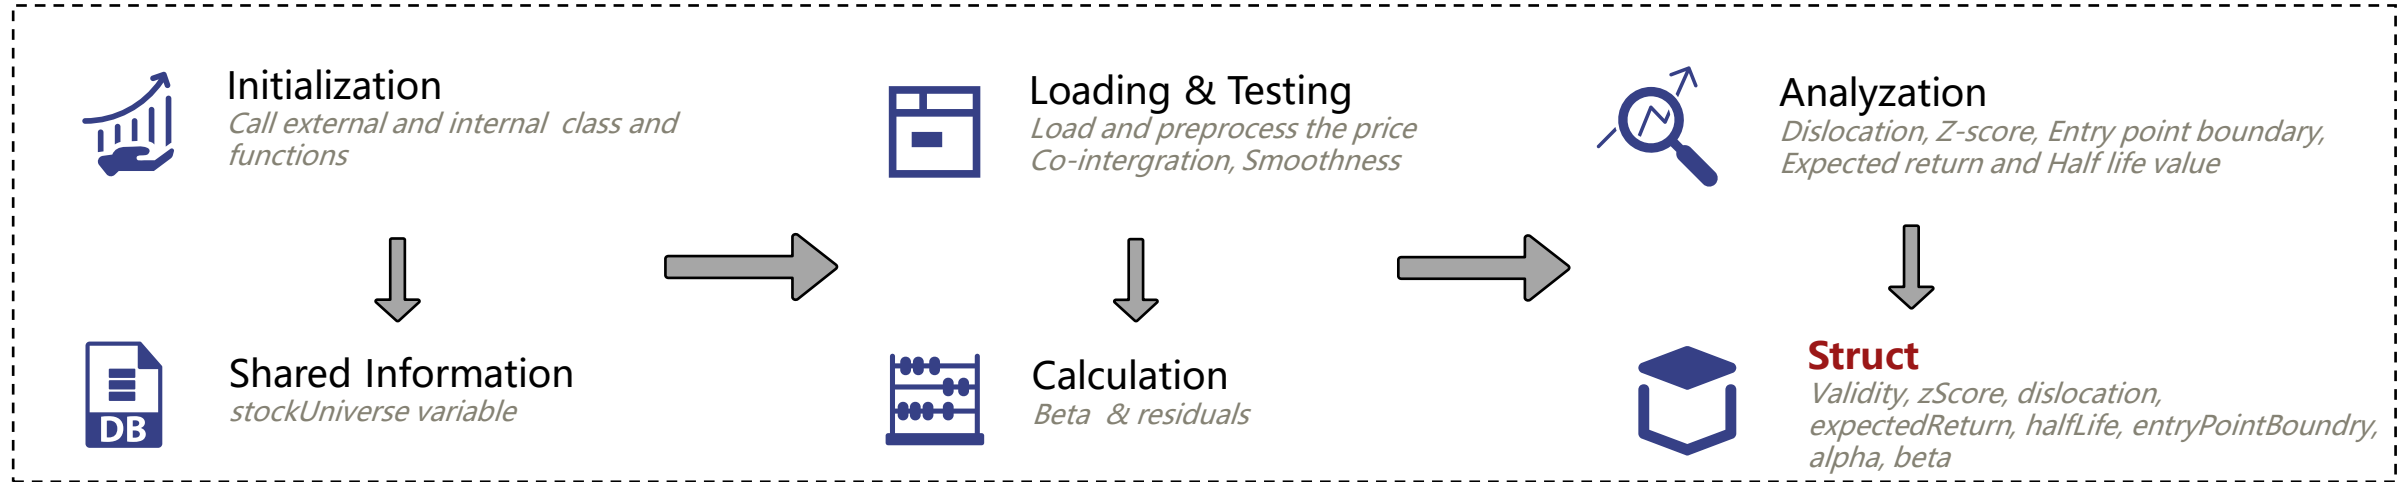 Initialization
Call external and internal  class and
functions
Shared Information
stockUniverse variable
DB
Loading & Testing
Load and preprocess the price
Co-intergration, Smoothness
Calculation
Beta  & residuals
Analyzation
Dislocation, Z-score, Entry point boundary,
Expected return and Half life value
Struct
Validity, zScore, dislocation,
expectedReturn, halfLife, entryPointBoundry,
alpha, beta